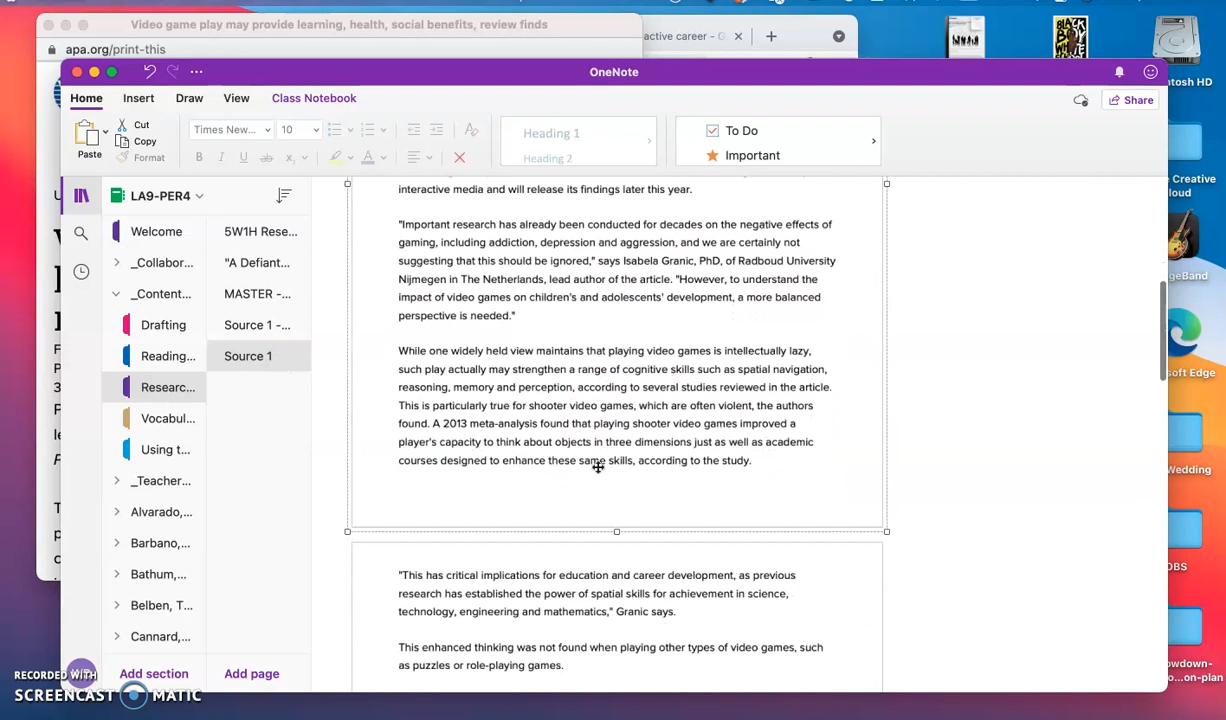 Video game play may provide learning, health, social benefits, review finds
apa.org/print-this
active career - G
OneNote
Home
Insert
Draw
View
Class Notebook
Share
Paste
Cut
Copy
Format
Times New...
10
B
I
U
ab
A
Heading 1
Heading 2
To Do
Important
LA9-PER4
Welcome
_Collabor...
_Content...
Drafting
Reading...
Researc...
Vocabul...
Using t...
_Teacher...
Alvarado,...
Barbano,...
Bathum,...
Belben, T...
Cannard,...
Add section
5W1H Rese...
"A Defiant...
MASTER -...
Source 1 -...
Source 1
Add page
interactive media and will release its findings later this year.
"Important research has already been conducted for decades on the negative effects of
gaming, including addiction, depression and aggression, and we are certainly not
suggesting that this should be ignored," says Isabela Granic, PhD, of Radboud University
Nijmegen in The Netherlands, lead author of the article. "However, to understand the
impact of video games on children's and adolescents' development, a more balanced
perspective is needed."
While one widely held view maintains that playing video games is intellectually lazy,
such play actually may strengthen a range of cognitive skills such as spatial navigation,
reasoning, memory and perception, according to several studies reviewed in the article.
This is particularly true for shooter video games, which are often violent, the authors
found. A 2013 meta-analysis found that playing shooter video games improved a
player's capacity to think about objects in three dimensions just as well as academic
courses designed to enhance these same skills, according to the study.
"This has critical implications for education and career development, as previous
research has established the power of spatial skills for achievement in science,
technology, engineering and mathematics," Granic says.
This enhanced thinking was not found when playing other types of video games, such
as puzzles or role-playing games.
ntosh HD
e Creative
loud
geBand
soft Edge
Wedding
OBS
owdown-
...on-plan
RECORDED WITH
SCREENCAST MATIC